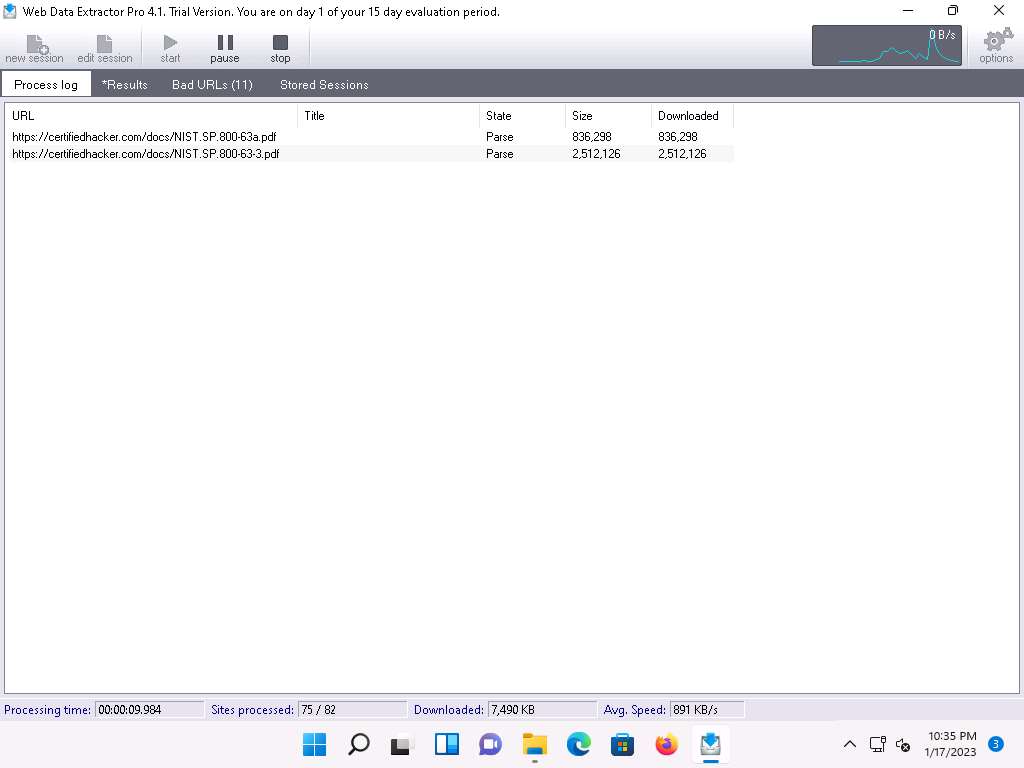 Web Data Extractor Pro 4.1. Trial Version. You are on day 1 of your 15 day evaluation period.
new session edit session start pause stop 0 B/s options
Process log *Results Bad URLs (11) Stored Sessions
URL Title State Size Downloaded
https://certifiedhacker.com/docs/NIST.SP.800-63a.pdf Parse 836,298 836,298
https://certifiedhacker.com/docs/NIST.SP.800-63-3.pdf Parse 2,512,126 2,512,126
Processing time: 00:00:09.984 Sites processed: 75 / 82 Downloaded: 7,490 KB Avg. Speed: 891 KB/s
10:35 PM
1/17/2023 3